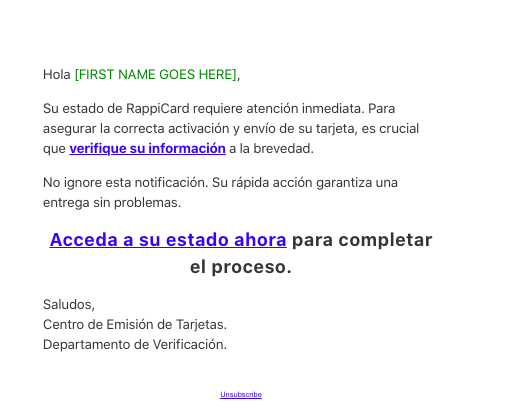 Hola [FIRST NAME GOES HERE],
Su estado de RappiCard requiere atención inmediata. Para
asegurar la correcta activación y envío de su tarjeta, es crucial
que verifique su información a la brevedad.
No ignore esta notificación. Su rápida acción garantiza una
entrega sin problemas.
Acceda a su estado ahora para completar
el proceso.
Saludos,
Centro de Emisión de Tarjetas.
Departamento de Verificación.
Unsubscribe